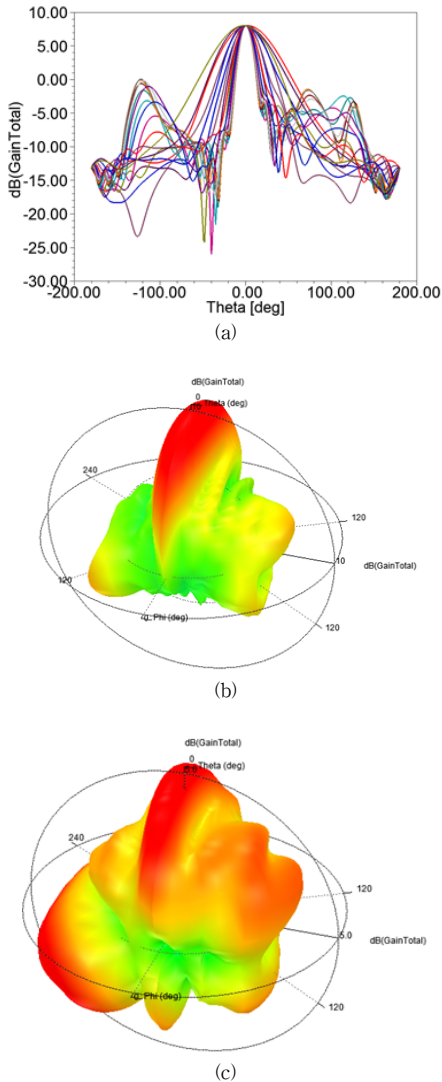 10.00
5.00
0.00
-5.00
-10.00
-15.00
-20.00
-25.00
-30.00
dB(GainTotal)
-200.00 -100.00 0.00 100.00 200.00
Theta [deg]
(a)
dB(GainTotal)
0
Theta (deg)
240
120
10
dB(GainTotal)
120
Phi (deg)
120
(b)
dB(GainTotal)
0
5.0
Theta (deg)
240
120
5.0
dB(GainTotal)
Phi (deg)
120
(c)